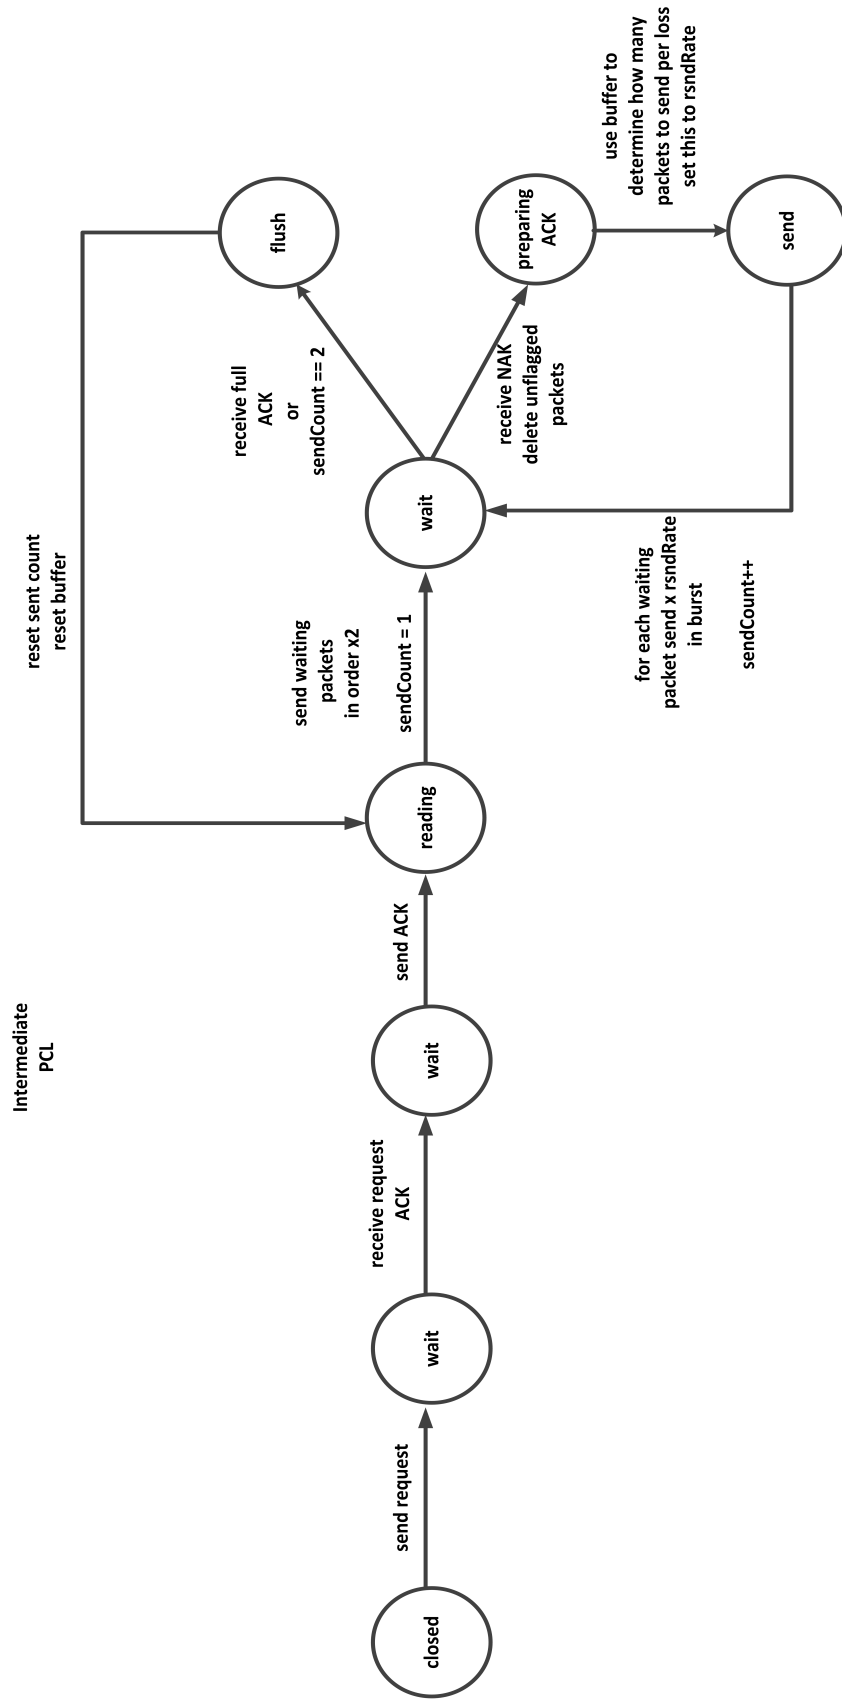 Intermediate
PCL
closed
send request
wait
receive request
ACK
wait
send ACK
reading
send waiting
packets
in order x2
sendCount = 1
wait
receive full
ACK
or
sendCount == 2
flush
reset sent count
reset buffer
receive NAK
delete unflagged
packets
preparing
ACK
use buffer to
determine how many
packets to send per loss
set this to rsndRate
send
for each waiting
packet send x rsndRate
in burst
sendCount++